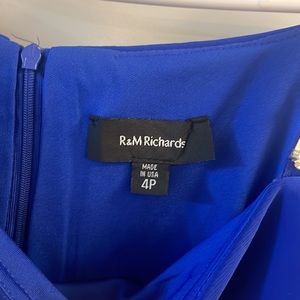 R&M Richards
MADE
IN USA
4P